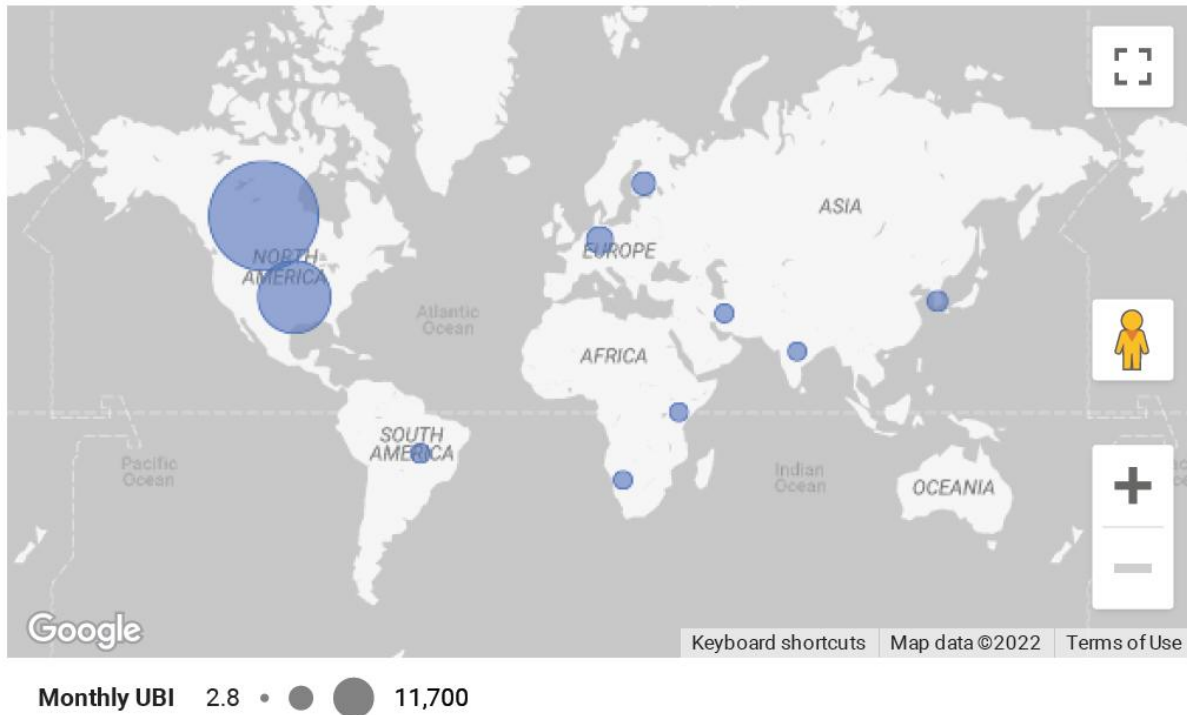 ASIA
NORTH
AMERICA
EUROPE
Atlantic
Ocean
AFRICA
SOUTH
AMERICA
Pacific
Ocean
Indian
Ocean
OCEANIA
Google
Keyboard shortcuts
Map data ©2022
Terms of Use
Monthly UBI 2.8 11,700